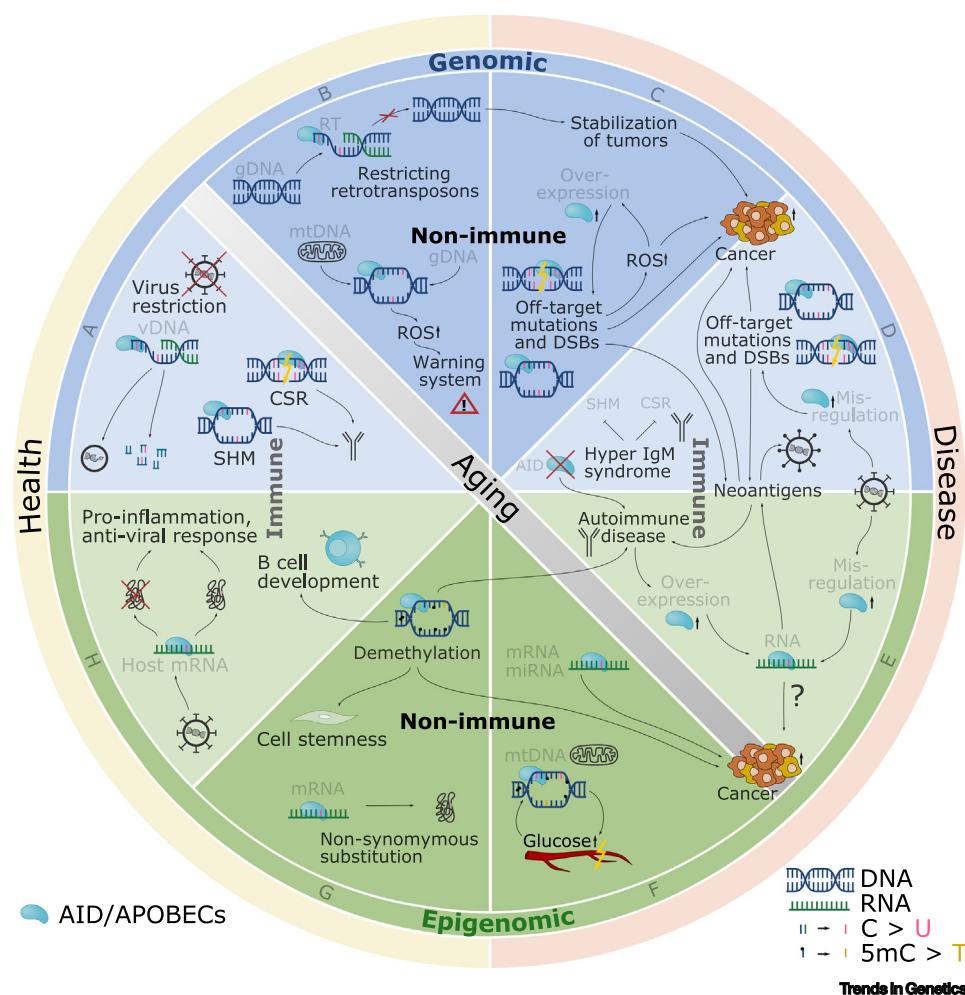 Genomic
B
C
RT
gDNA
Restricting
retrotransposons
Stabilization
of tumors
Over-
expression
mtDNA
Non-immune
gDNA
ROS
Cancer
Virus
restriction
vDNA
A
ROS
Warning
system
!
Off-target
mutations
and DSBs
Off-target
mutations
and DSBs
D
CSR
SHM
Immune
SHM
CSR
Hyper IgM
syndrome
AID
Immune
Mis-
regulation
Health
Aging
Disease
Neoantigens
Pro-inflammation,
anti-viral response
B cell
development
Autoimmune
disease
Over-
expression
Mis-
regulation
Host mRNA
H
Demethylation
mRNA
miRNA
RNA
E
?
Non-immune
Cell stemness
mtDNA
Cancer
mRNA
Non-synomymous
substitution
Glucose
G
F
Epigenomic
AID/APOBECs
DNA
RNA
C > U
5mC > T
Trends in Genetics